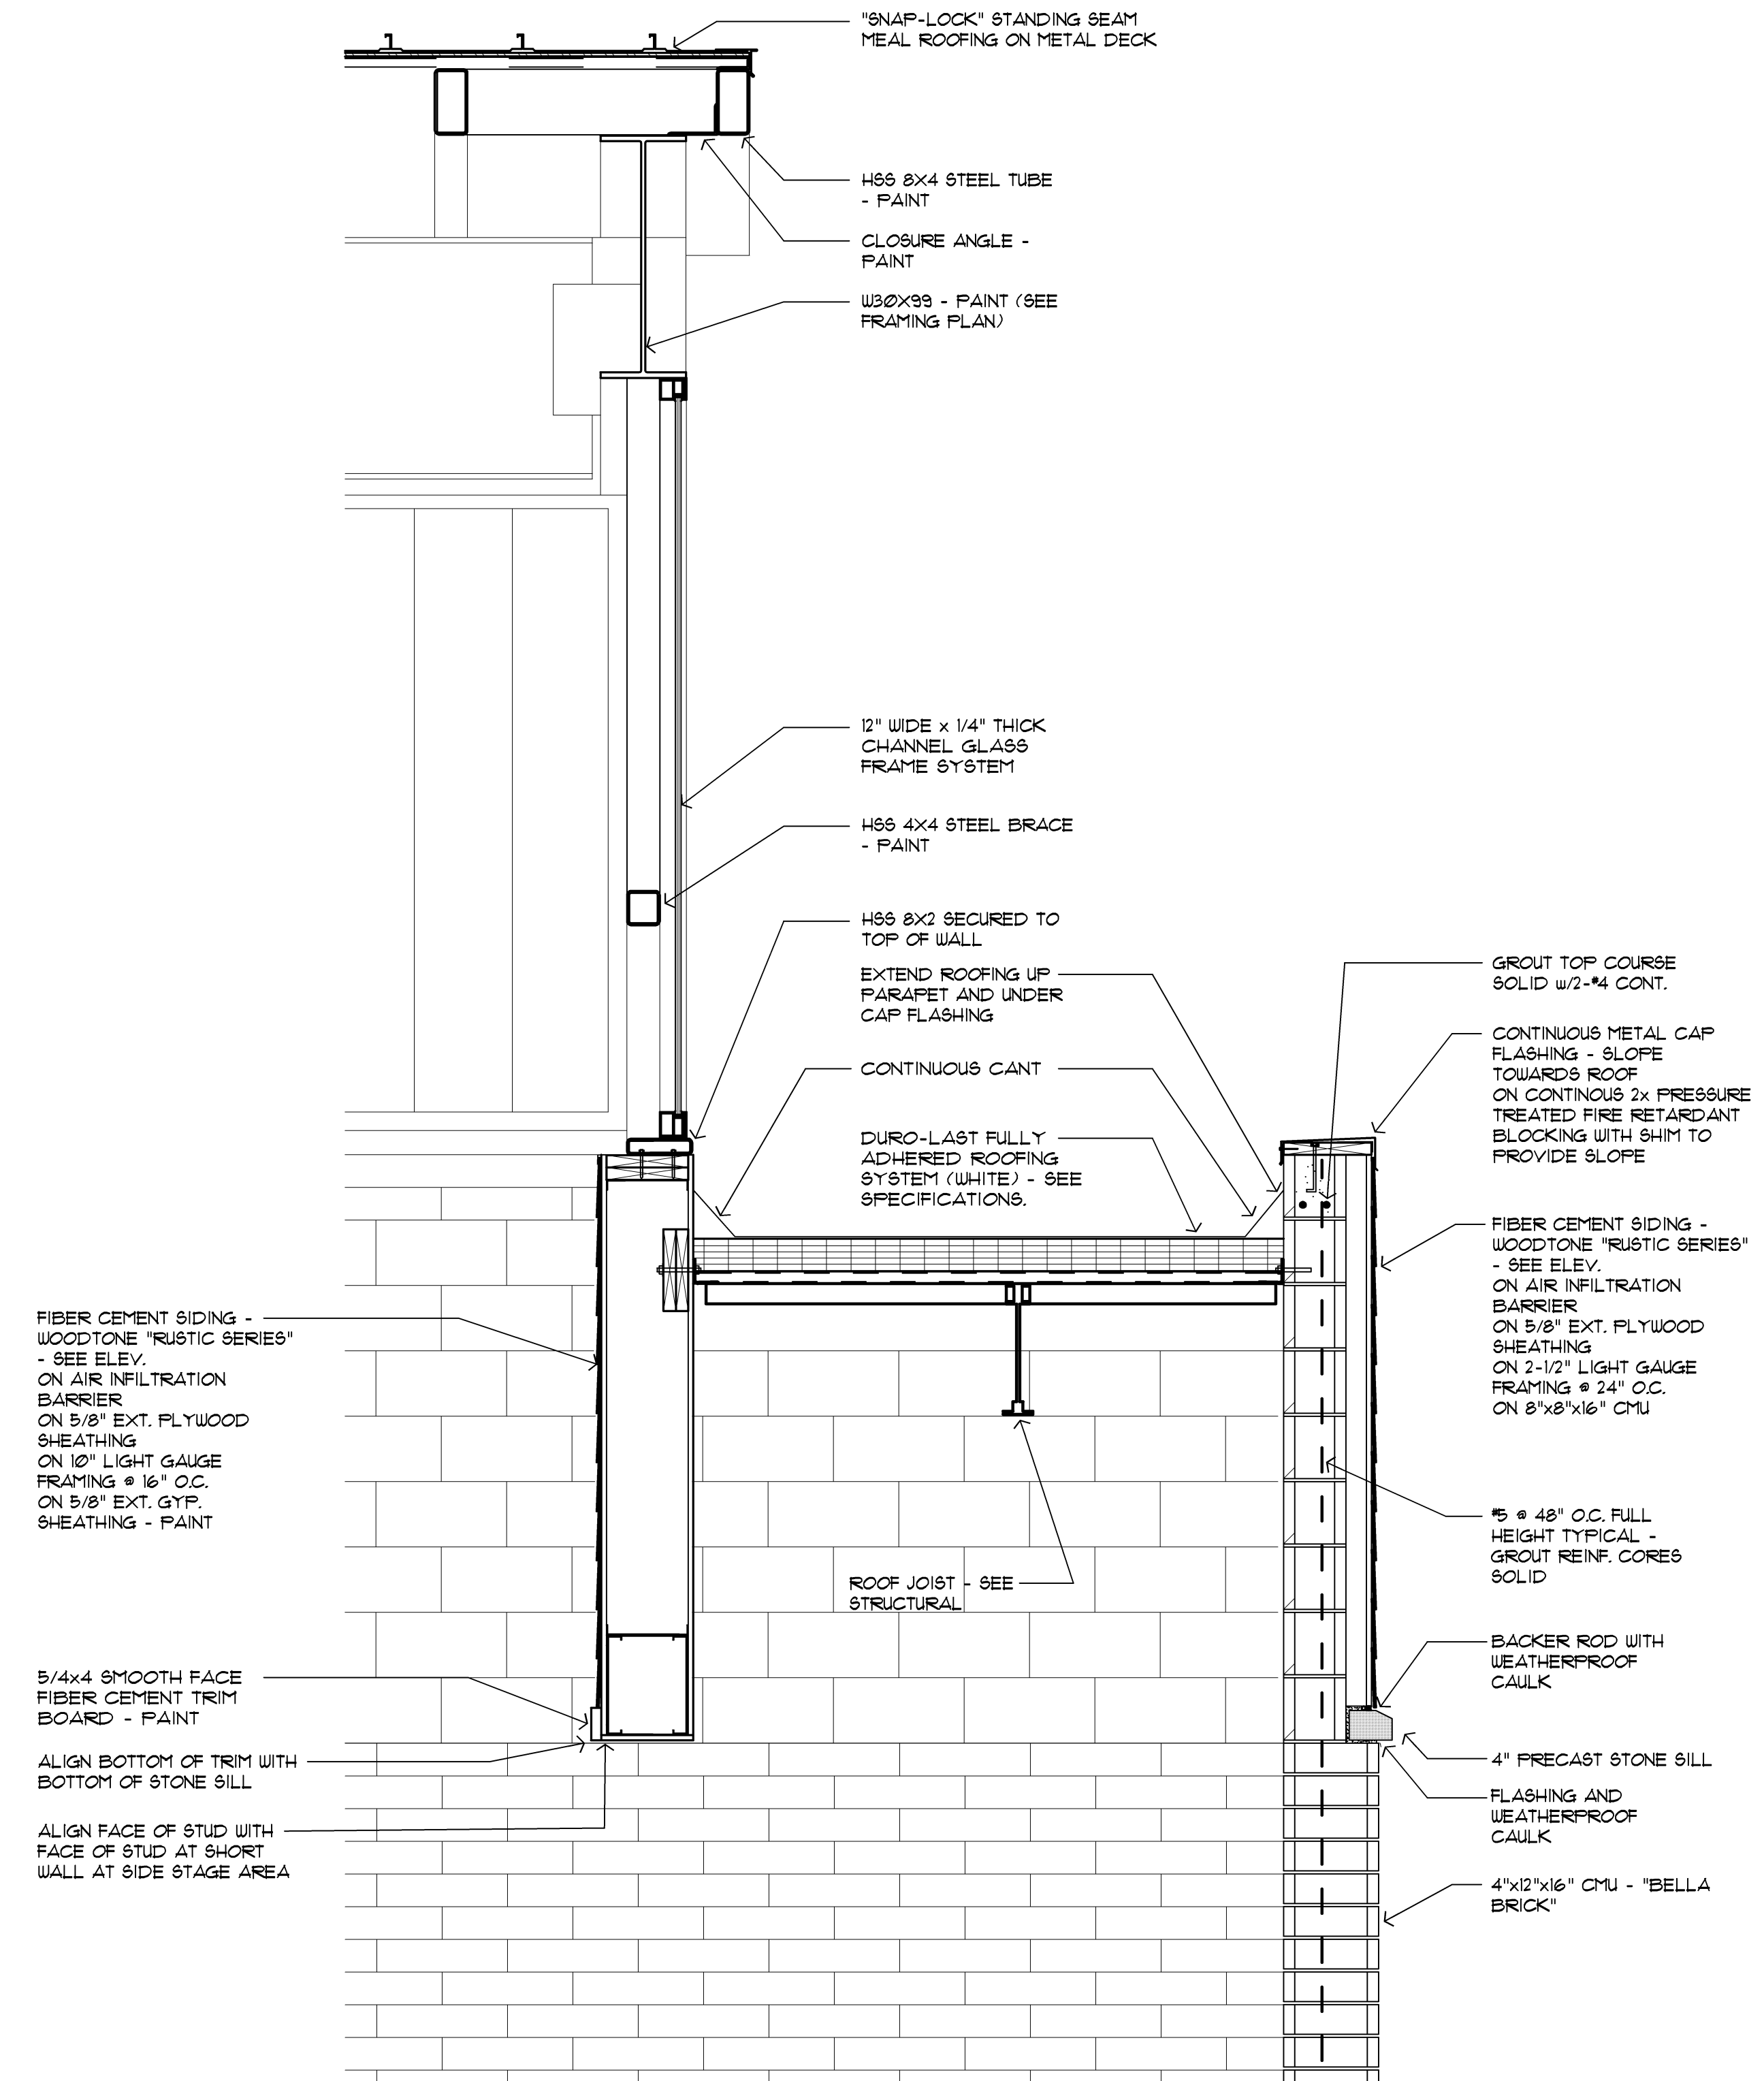 "SNAP-LOCK" STANDING SEAM
MEAL ROOFING ON METAL DECK
HSS 8X4 STEEL TUBE
- PAINT
CLOSURE ANGLE -
PAINT
W30X99 - PAINT (SEE
FRAMING PLAN)
12" WIDE x 1/4" THICK
CHANNEL GLASS
FRAME SYSTEM
HSS 4X4 STEEL BRACE
- PAINT
HSS 8X2 SECURED TO
TOP OF WALL
EXTEND ROOFING UP
PARAPET AND UNDER
CAP FLASHING
CONTINUOUS CANT
DURO-LAST FULLY
ADHERED ROOFING
SYSTEM (WHITE) - SEE
SPECIFICATIONS.
ROOF JOIST - SEE
STRUCTURAL
GROUT TOP COURSE
SOLID w/2-#4 CONT.
CONTINUOUS METAL CAP
FLASHING - SLOPE
TOWARDS ROOF
ON CONTINOUS 2x PRESSURE
TREATED FIRE RETARDANT
BLOCKING WITH SHIM TO
PROVIDE SLOPE
FIBER CEMENT SIDING -
WOODTONE "RUSTIC SERIES"
- SEE ELEV.
ON AIR INFILTRATION
BARRIER
ON 5/8" EXT. PLYWOOD
SHEATHING
ON 2-1/2" LIGHT GAUGE
FRAMING @ 24" O.C.
ON 8"x8"x16" CMU
#5 @ 48" O.C. FULL
HEIGHT TYPICAL -
GROUT REINF. CORES
SOLID
BACKER ROD WITH
WEATHERPROOF
CAULK
4" PRECAST STONE SILL
FLASHING AND
WEATHERPROOF
CAULK
4"x12"x16" CMU - "BELLA
BRICK"
FIBER CEMENT SIDING -
WOODTONE "RUSTIC SERIES"
- SEE ELEV.
ON AIR INFILTRATION
BARRIER
ON 5/8" EXT. PLYWOOD
SHEATHING
ON 10" LIGHT GAUGE
FRAMING @ 16" O.C.
ON 5/8" EXT. GYP.
SHEATHING - PAINT
5/4x4 SMOOTH FACE
FIBER CEMENT TRIM
BOARD - PAINT
ALIGN BOTTOM OF TRIM WITH
BOTTOM OF STONE SILL
ALIGN FACE OF STUD WITH
FACE OF STUD AT SHORT
WALL AT SIDE STAGE AREA